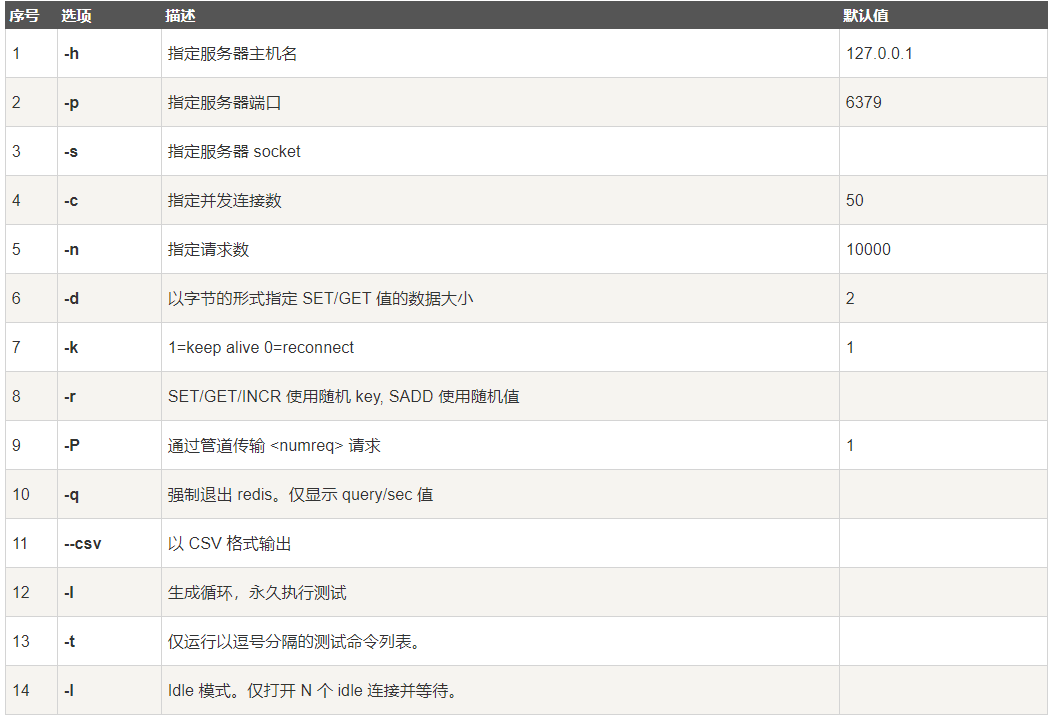 序号 选项 描述 默认值
1 -h 指定服务器主机名 127.0.0.1
2 -p 指定服务器端口 6379
3 -s 指定服务器 socket
4 -c 指定并发连接数 50
5 -n 指定请求数 10000
6 -d 以字节的形式指定 SET/GET 值的数据大小 2
7 -k 1=keep alive 0=reconnect 1
8 -r SET/GET/INCR 使用随机 key, SADD 使用随机值
9 -P 通过管道传输 <numreq> 请求 1
10 -q 强制退出 redis。仅显示 query/sec 值
11 --csv 以 CSV 格式输出
12 -l 生成循环，永久执行测试
13 -t 仅运行以逗号分隔的测试命令列表。
14 -I Idle 模式。仅打开 N 个 idle 连接并等待。